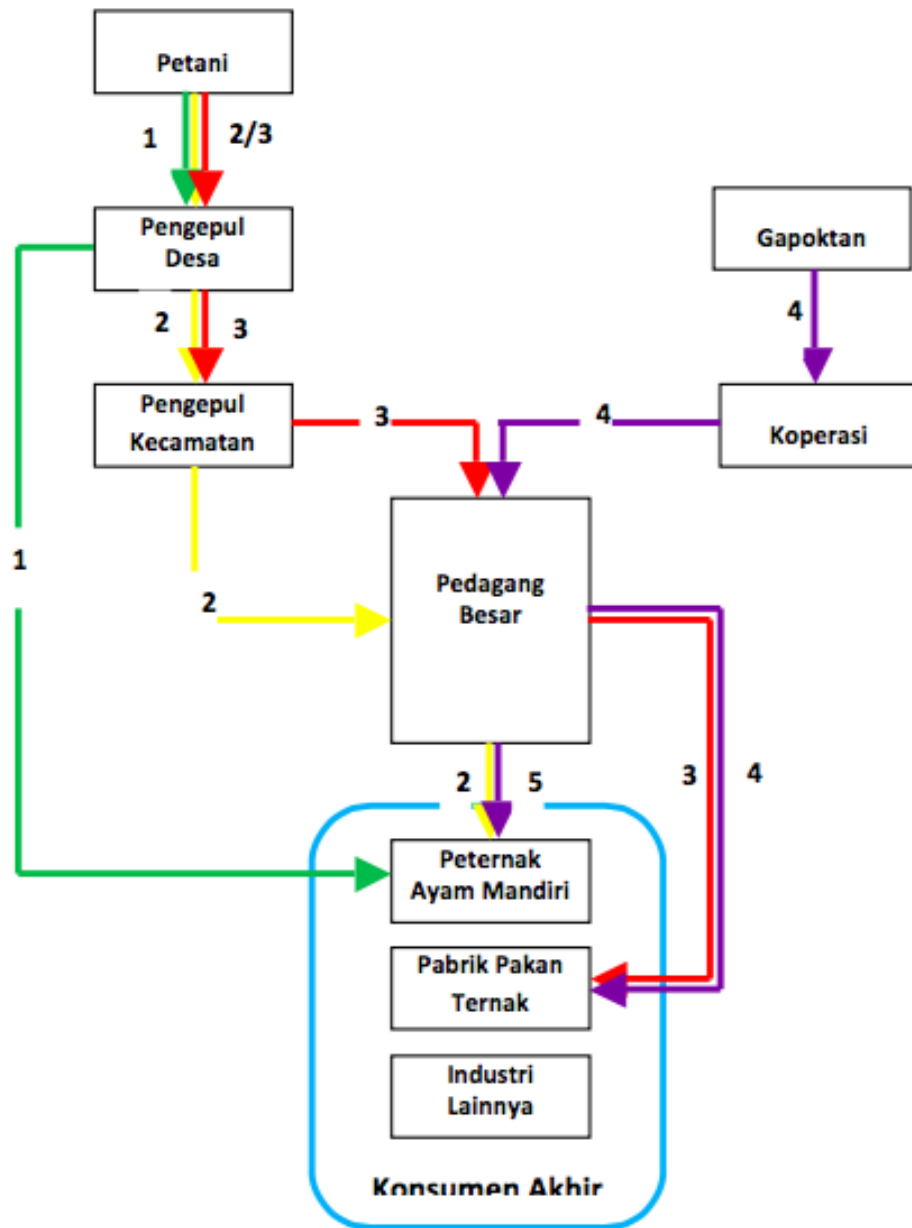 Petani
1
2/3
Pengepul
Desa
Gapoktan
2
3
4
Pengepul
Kecamatan
3
4
Koperasi
1
2
Pedagang
Besar
3
4
2
5
Peternak
Ayam Mandiri
Pabrik Pakan
Ternak
Industri
Lainnya
Konsumen Akhir